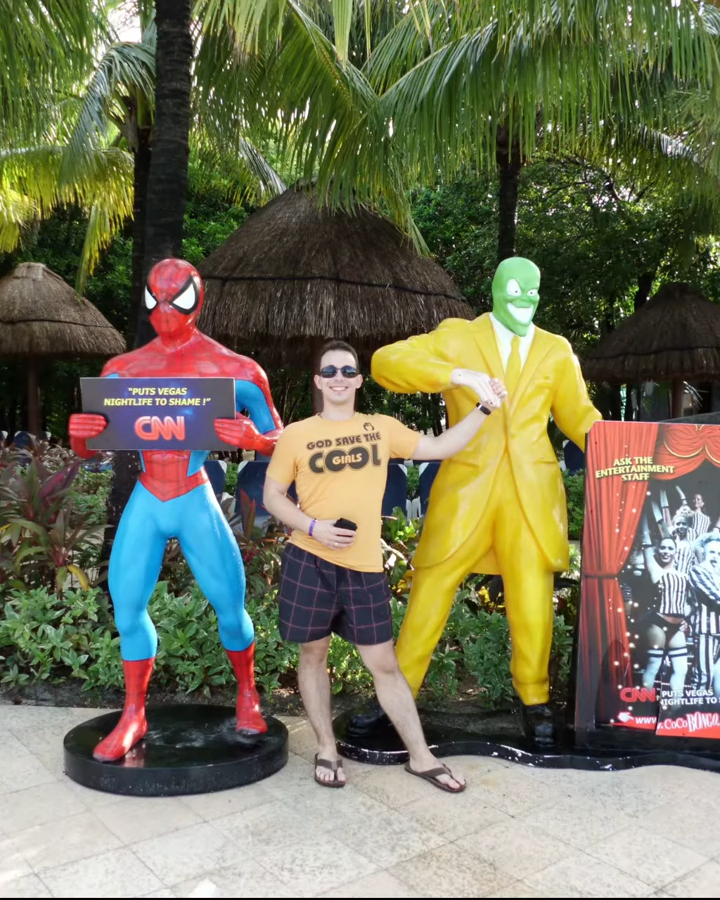 "PUTS VEGAS
NIGHTLIFE TO SHAME !"
CNN
GOD SAVE THE
COOL
GIRLS
ASK THE
ENTERTAINMENT
STAFF
CNN
"PUTS VEGAS
NIGHTLIFE TO
www.
CoCoBONGO